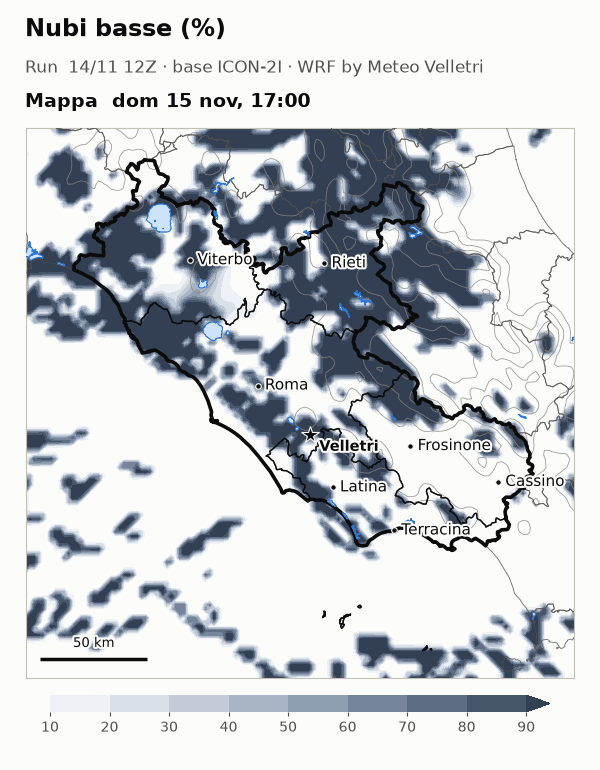 Nubi basse (%)
Run  14/11 12Z · base ICON-2I · WRF by Meteo Velletri
Mappa  dom 15 nov, 17:00
Viterbo
Rieti
Roma
Velletri
Frosinone
Latina
Cassino
Terracina
50 km
10 20 30 40 50 60 70 80 90